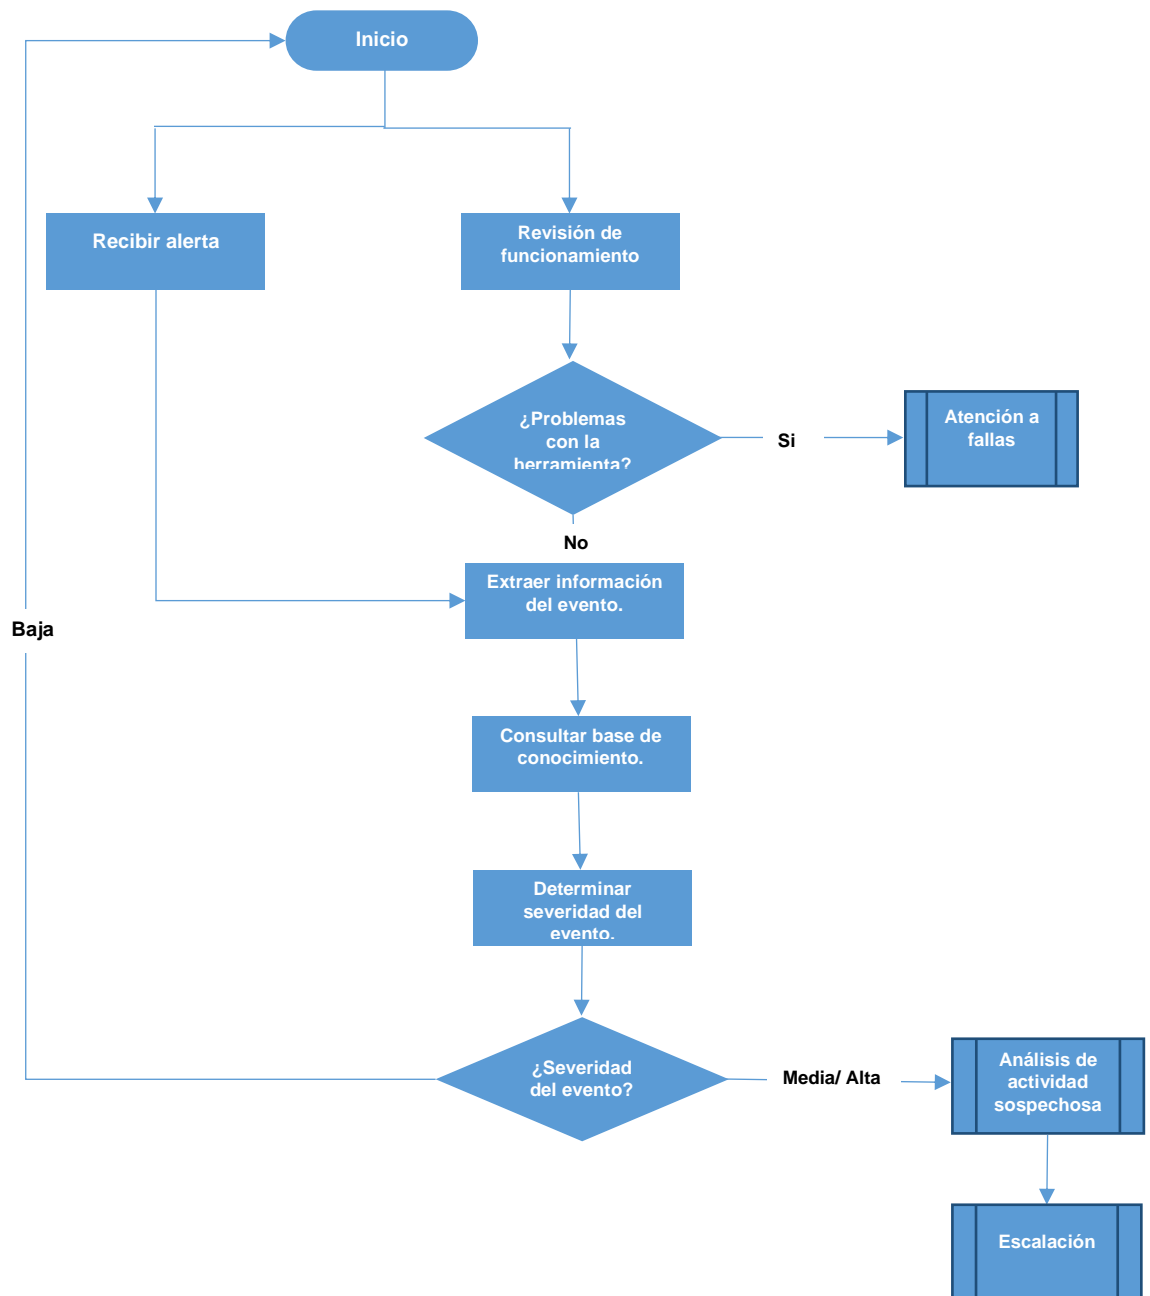 Inicio
Recibir alerta
Revisión de
funcionamiento
¿Problemas
con la
herramienta?
Si
Atención a
fallas
No
Extraer información
del evento.
Baja
Consultar base de
conocimiento.
Determinar
severidad del
evento.
¿Severidad
del evento?
Media/ Alta
Análisis de
actividad
sospechosa
Escalación